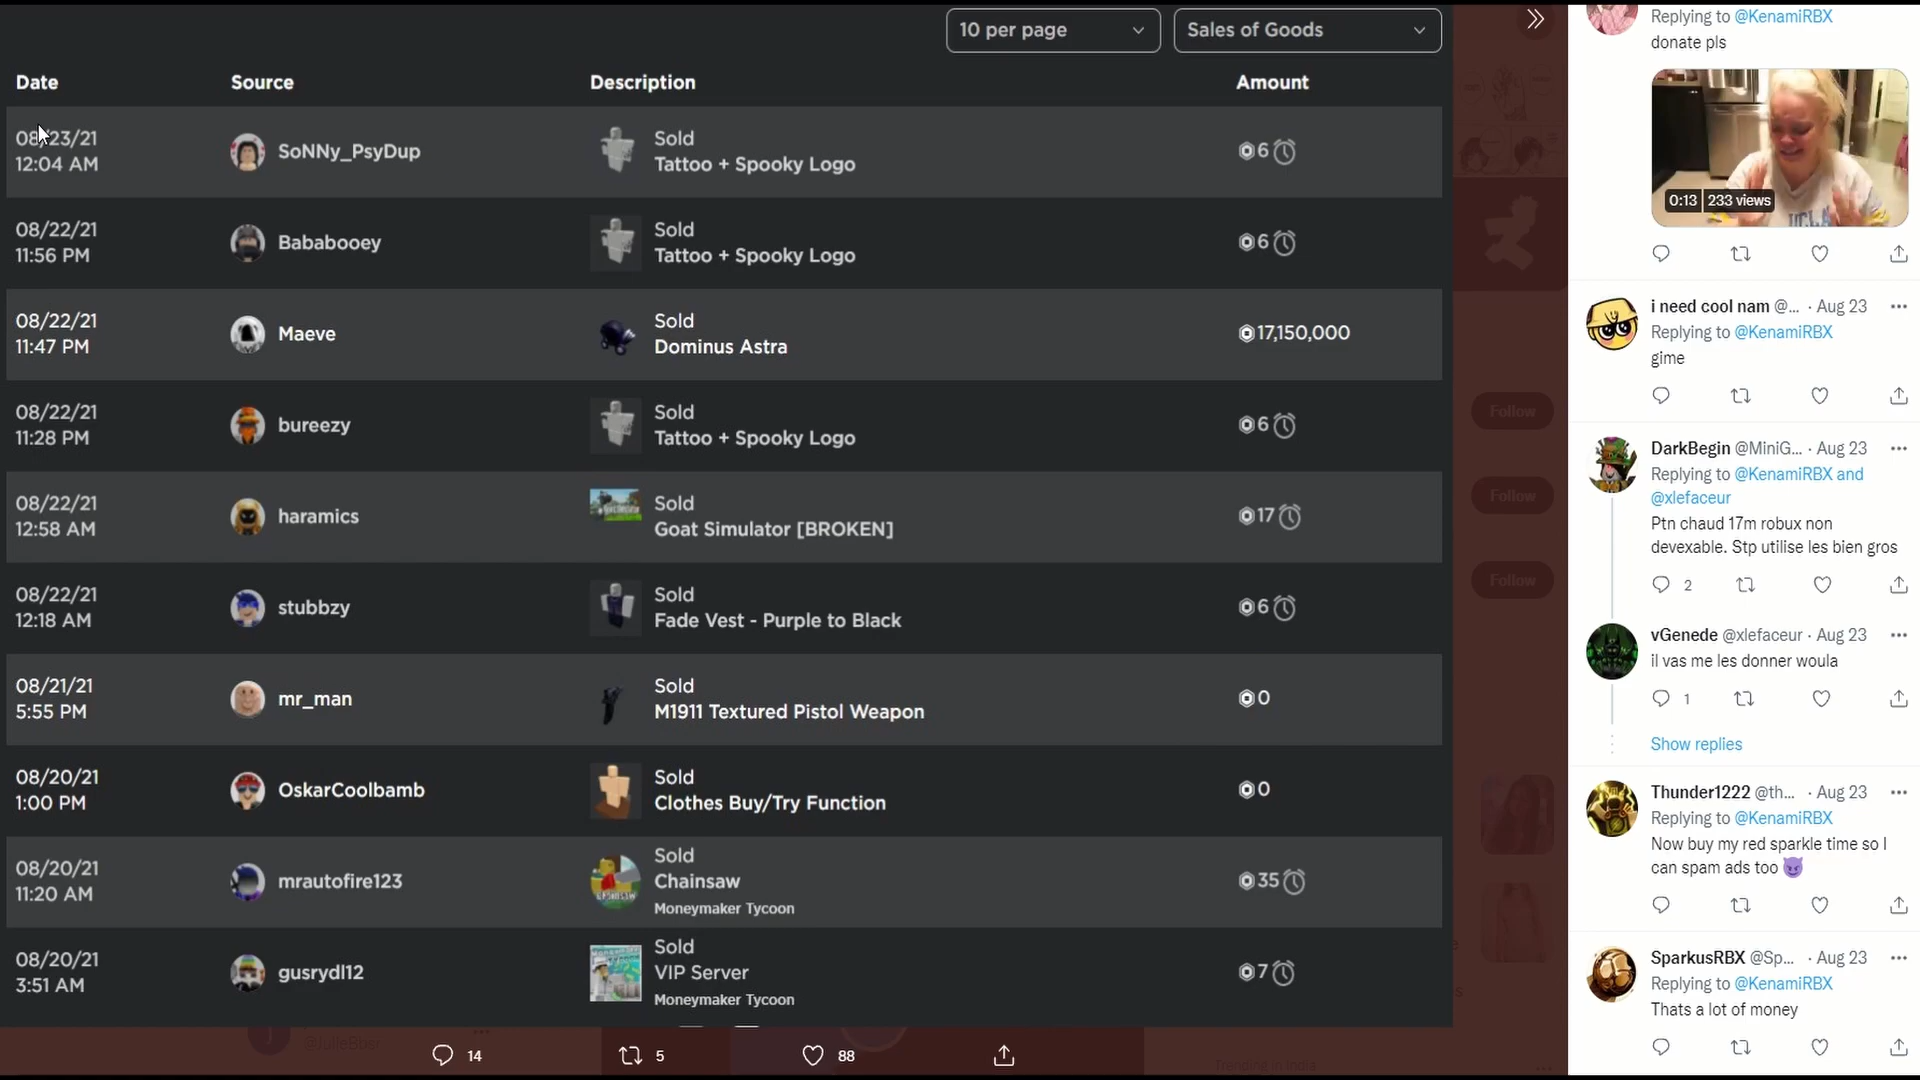 10 per page
Sales of Goods
Date
Source
Description
Amount
08/23/21
12:04 AM
SoNNy_PsyDup
Sold
Tattoo + Spooky Logo
6
08/22/21
11:56 PM
Bababooey
Sold
Tattoo + Spooky Logo
6
08/22/21
11:47 PM
Maeve
Sold
Dominus Astra
17,150,000
08/22/21
11:28 PM
bureezy
Sold
Tattoo + Spooky Logo
6
08/22/21
12:58 AM
haramics
Sold
Goat Simulator [BROKEN]
17
08/22/21
12:18 AM
stubbzy
Sold
Fade Vest - Purple to Black
6
08/21/21
5:55 PM
mr_man
Sold
M1911 Textured Pistol Weapon
0
08/20/21
1:00 PM
OskarCoolbamb
Sold
Clothes Buy/Try Function
0
08/20/21
11:20 AM
mrautofire123
Sold
Chainsaw
Moneymaker Tycoon
35
08/20/21
3:51 AM
gusrydl12
Sold
VIP Server
Moneymaker Tycoon
7
14
5
88
Trending in India
Follow
Follow
Follow
Replying to @KenamiRBX
donate pls
0:13 233 views
UCLA
i need cool nam @... · Aug 23
Replying to @KenamiRBX
gime
DarkBegin @MiniG... · Aug 23
Replying to @KenamiRBX and
@xlefaceur
Ptn chaud 17m robux non
devexable. Stp utilise les bien gros
2
vGenede @xlefaceur · Aug 23
il vas me les donner woula
1
Show replies
Thunder1222 @th... · Aug 23
Replying to @KenamiRBX
Now buy my red sparkle time so I
can spam ads too 😈
SparkusRBX @Sp... · Aug 23
Replying to @KenamiRBX
Thats a lot of money